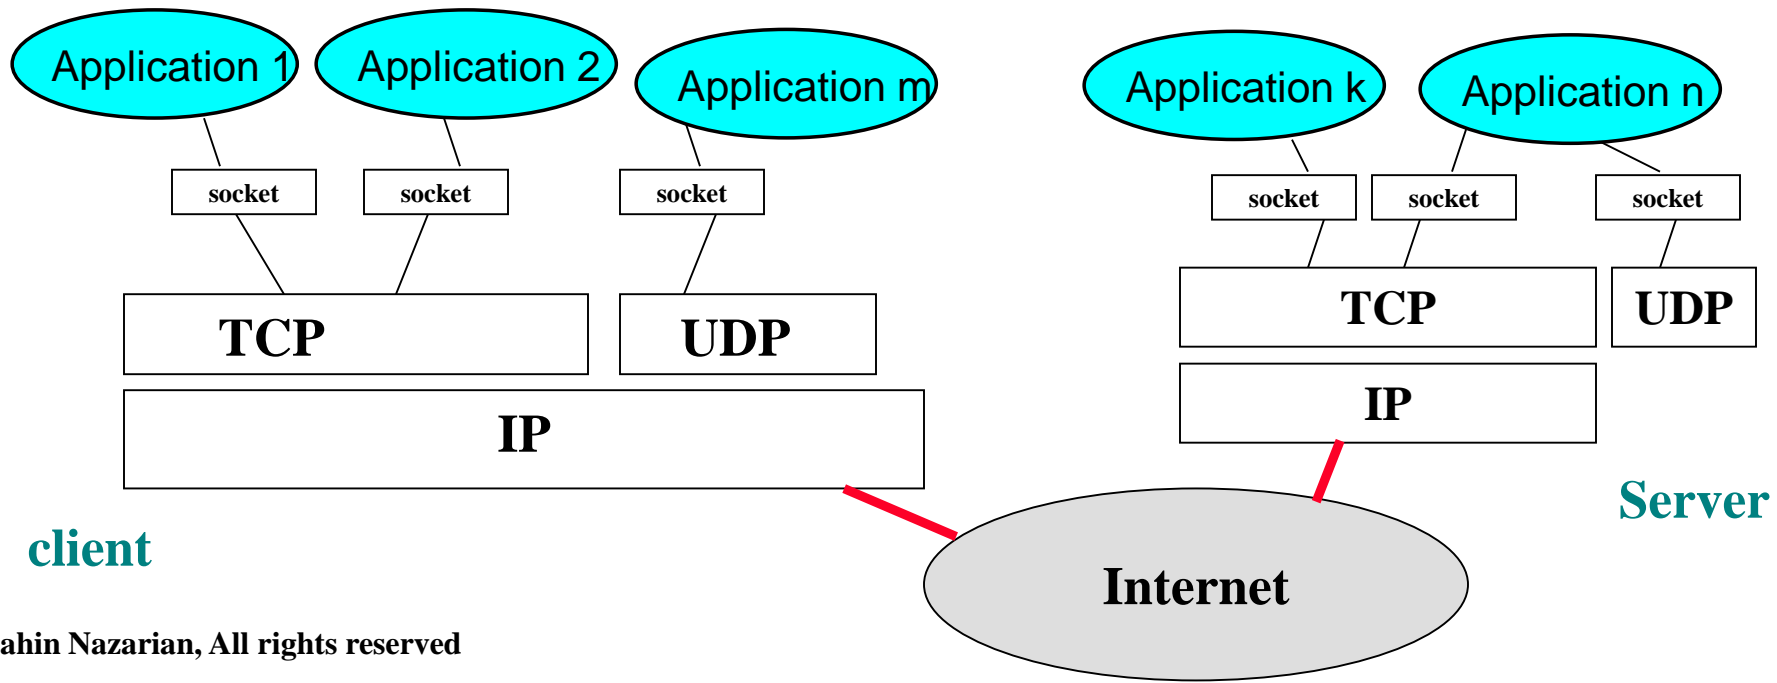 Application 1
Application 2
Application m
Application k
Application n
socket
socket
socket
socket
socket
socket
TCP
UDP
TCP
UDP
IP
IP
Server
client
Internet
ahin Nazarian, All rights reserved